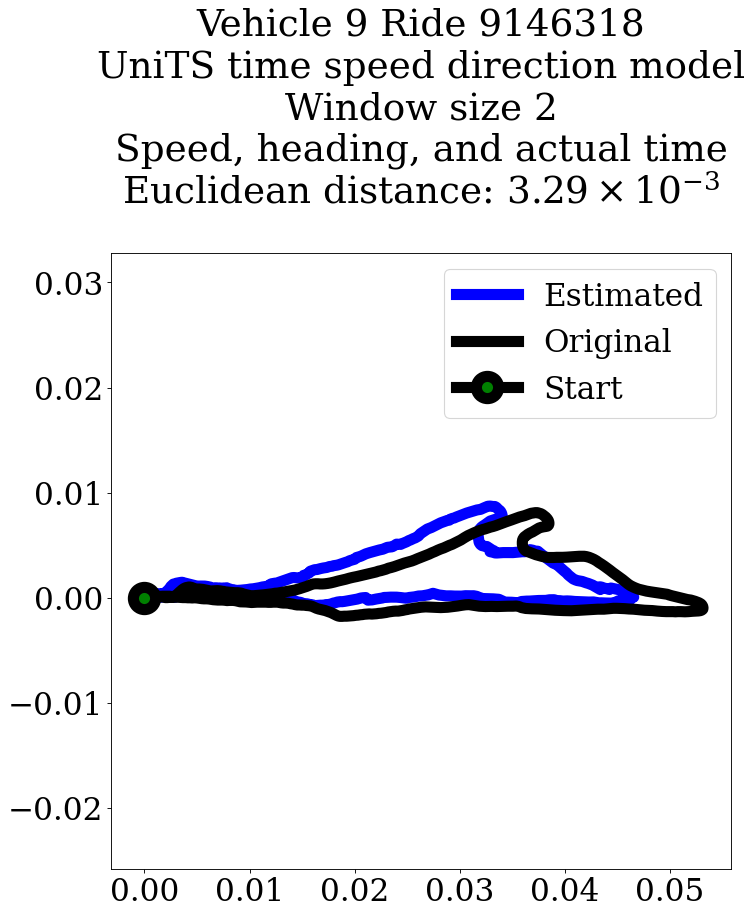 Vehicle 9 Ride 9146318
UniTS time speed direction model
Window size 2
Speed, heading, and actual time
Euclidean distance: 3.29 × 10⁻³
Estimated
Original
Start
0.03
0.02
0.01
0.00
−0.01
−0.02
0.00 0.01 0.02 0.03 0.04 0.05